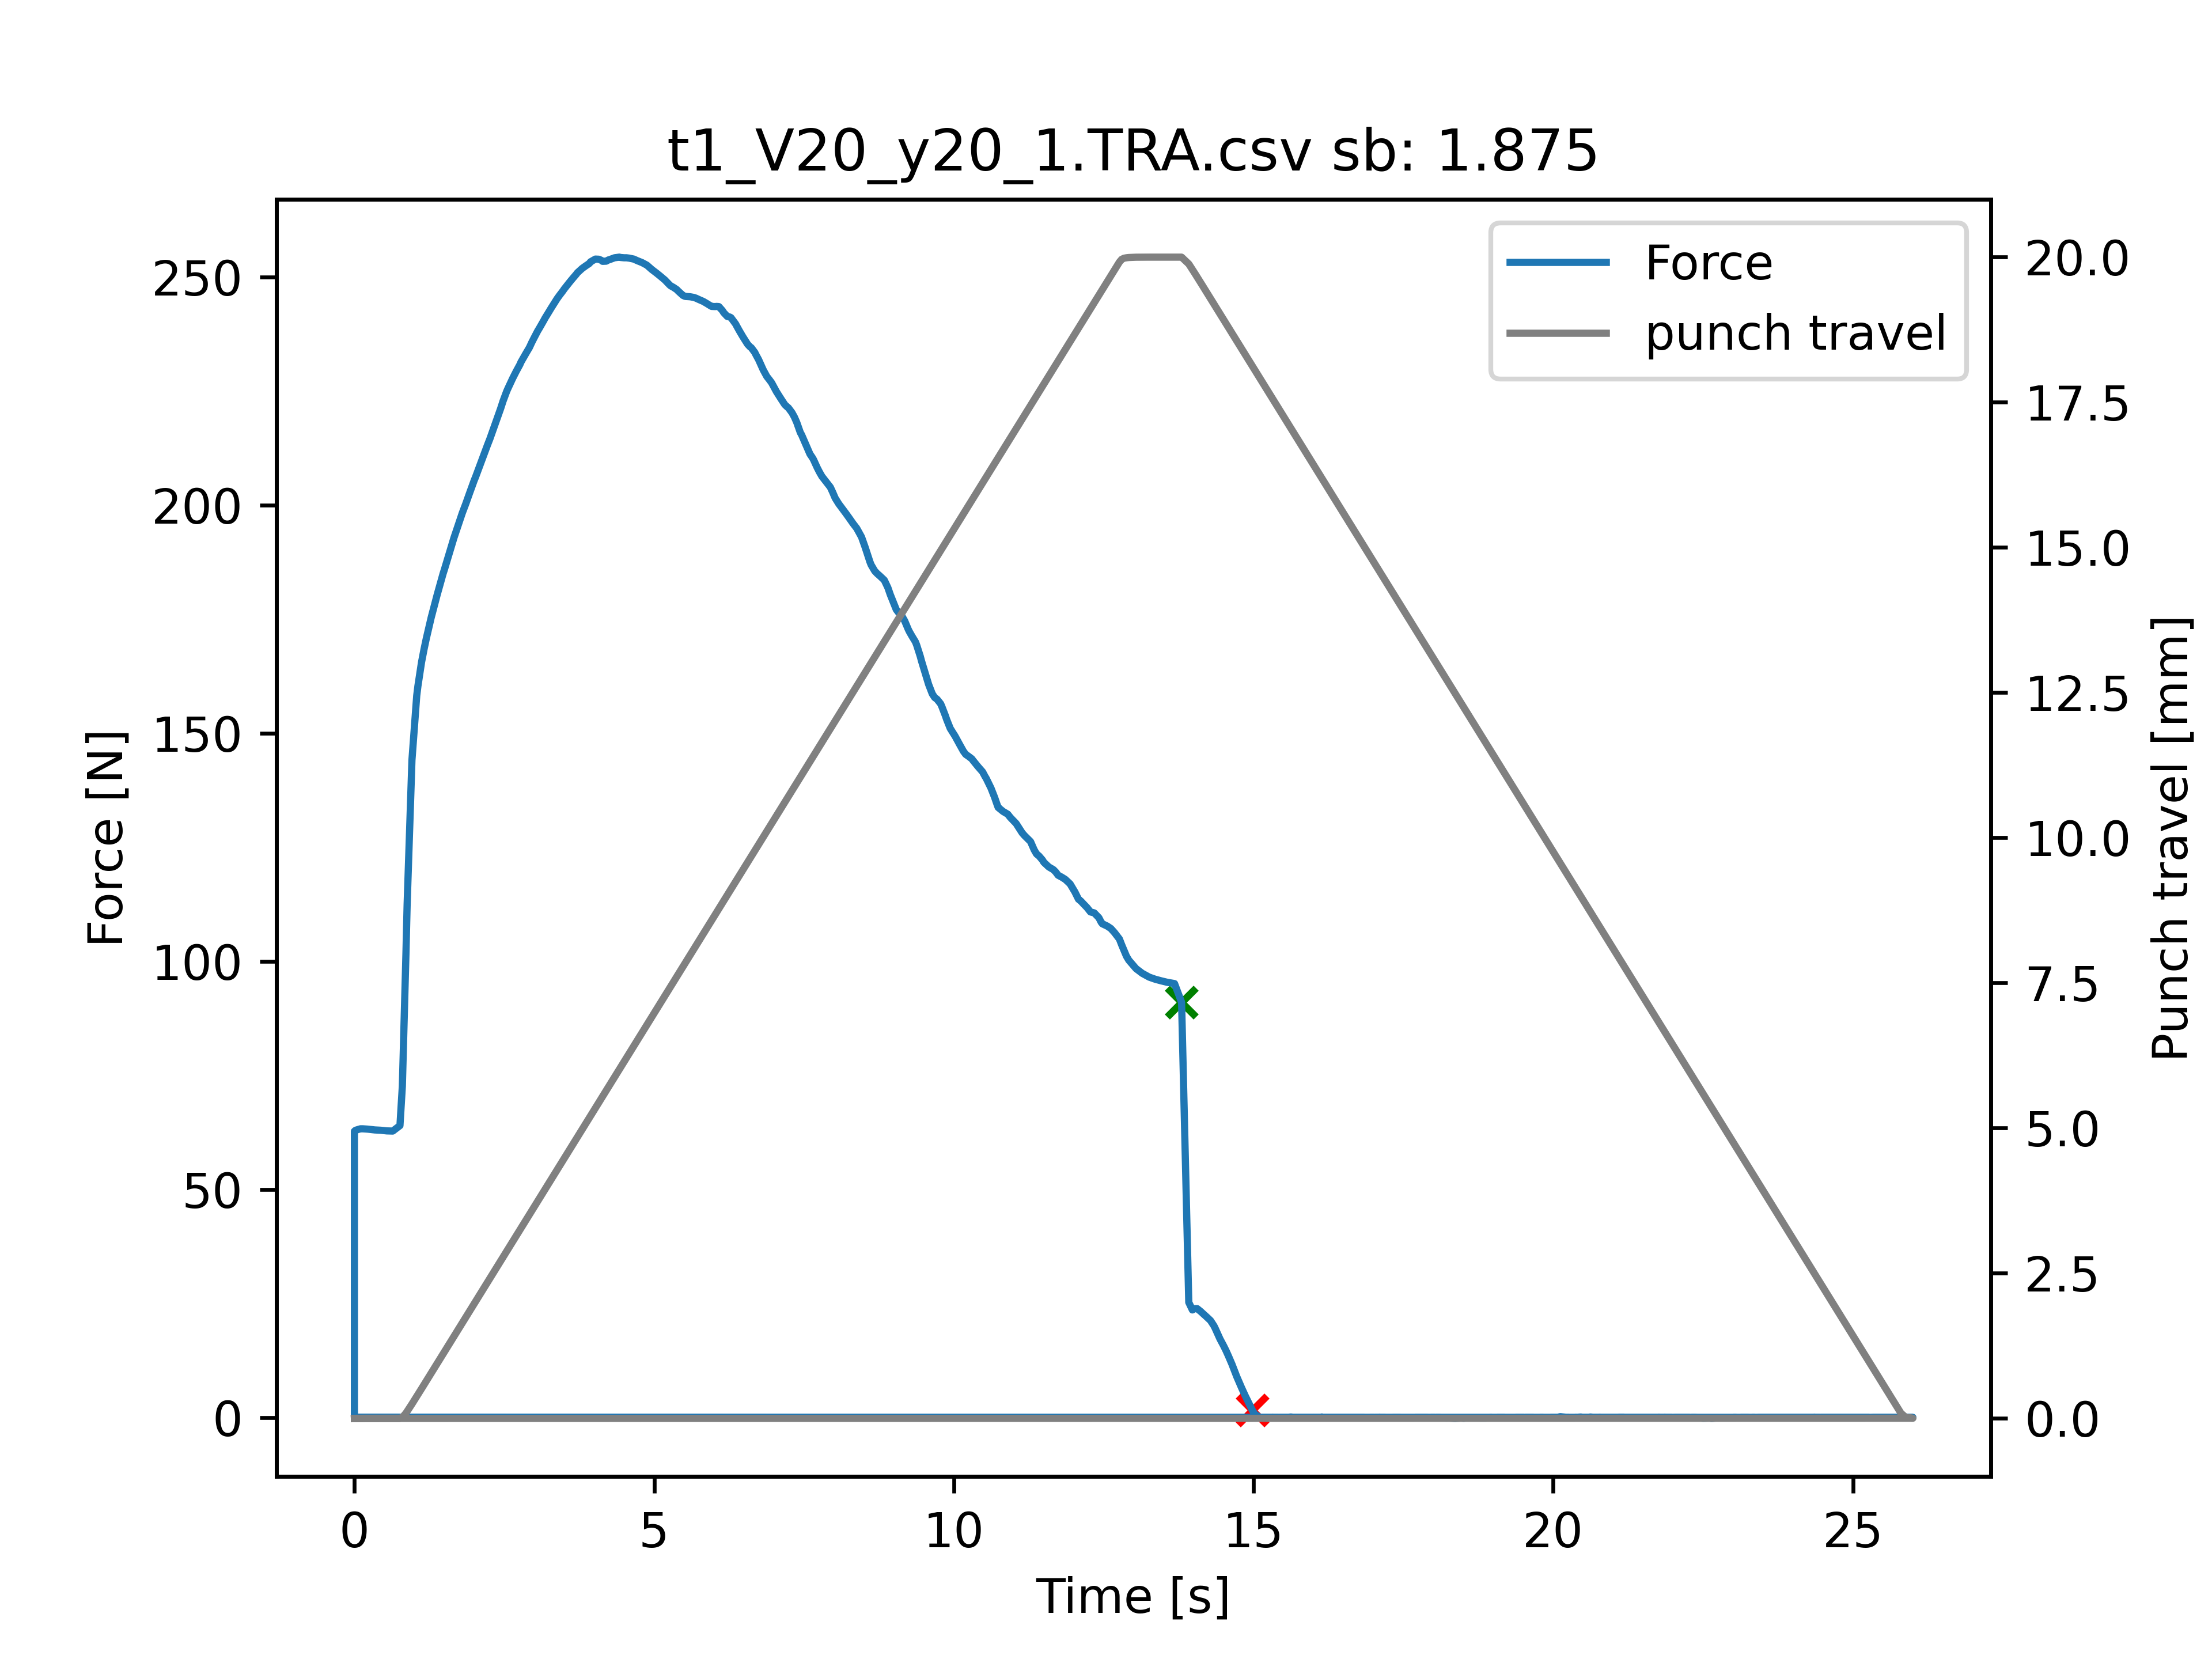 t1_V20_y20_1.TRA.csv sb: 1.875
Force
punch travel
250
200
150
100
50
0
Force [N]
20.0
17.5
15.0
12.5
10.0
7.5
5.0
2.5
0.0
Punch travel [mm]
0 5 10 15 20 25
Time [s]